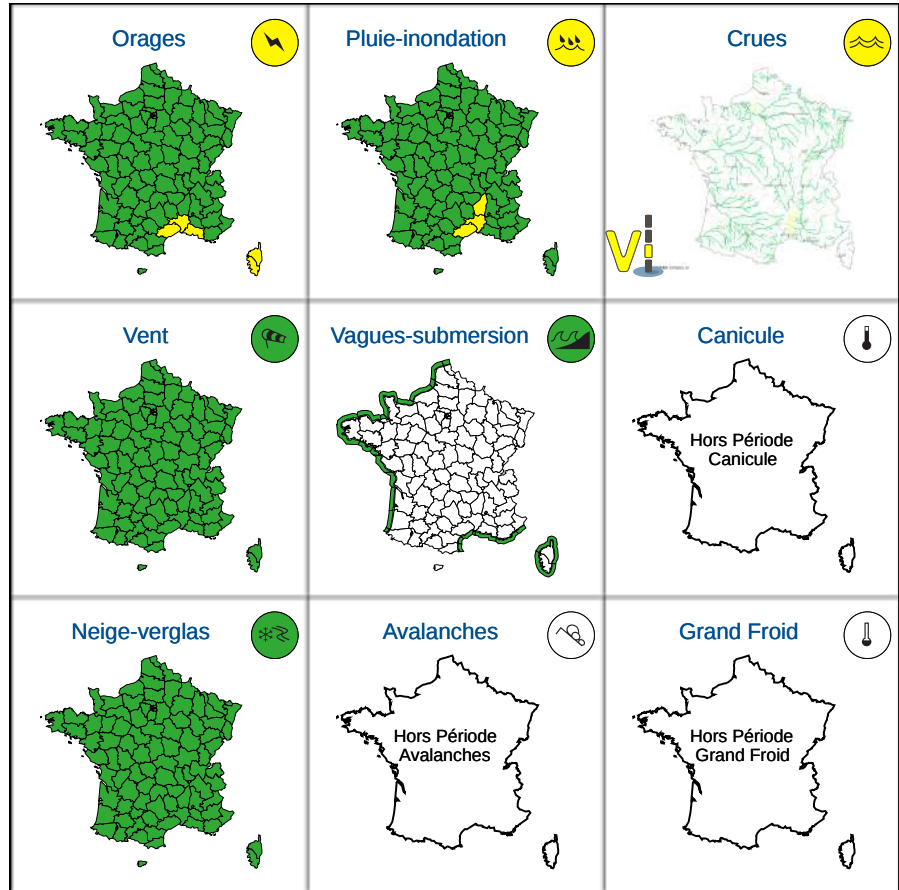 Orages
Pluie-inondation
Crues
Vi
Vent
Vagues-submersion
Canicule
Hors Période
Canicule
Neige-verglas
Avalanches
Hors Période
Avalanches
Grand Froid
Hors Période
Grand Froid